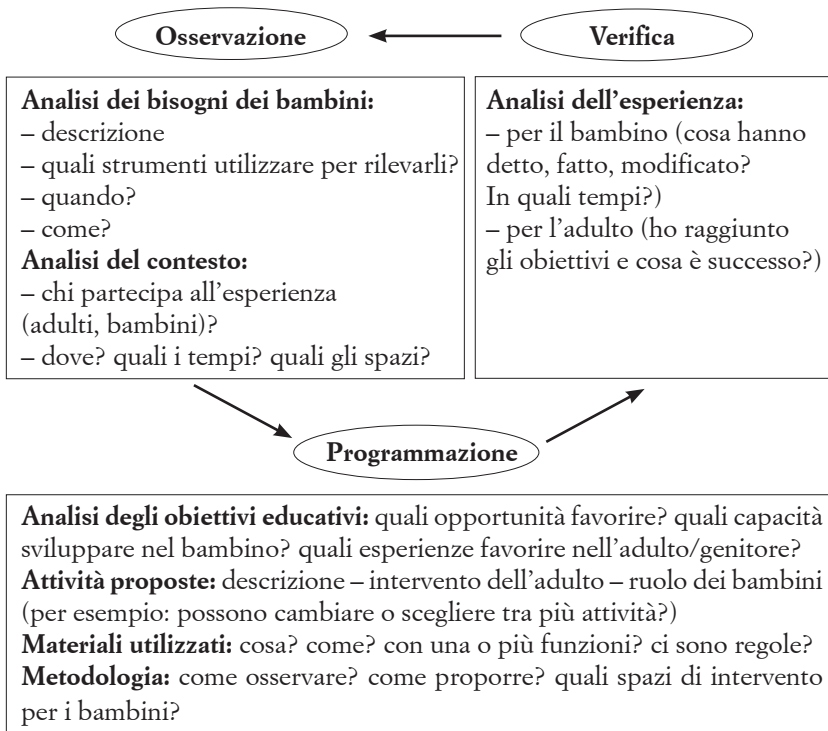 Osservazione
Verifica
Analisi dei bisogni dei bambini:
– descrizione
– quali strumenti utilizzare per rilevarli?
– quando?
– come?
Analisi del contesto:
– chi partecipa all'esperienza
(adulti, bambini)?
– dove? quali i tempi? quali gli spazi?
Analisi dell'esperienza:
– per il bambino (cosa hanno
detto, fatto, modificato?
In quali tempi?)
– per l'adulto (ho raggiunto
gli obiettivi e cosa è successo?)
Programmazione
Analisi degli obiettivi educativi: quali opportunità favorire? quali capacità
sviluppare nel bambino? quali esperienze favorire nell'adulto/genitore?
Attività proposte: descrizione – intervento dell'adulto – ruolo dei bambini
(per esempio: possono cambiare o scegliere tra più attività?)
Materiali utilizzati: cosa? come? con una o più funzioni? ci sono regole?
Metodologia: come osservare? come proporre? quali spazi di intervento
per i bambini?